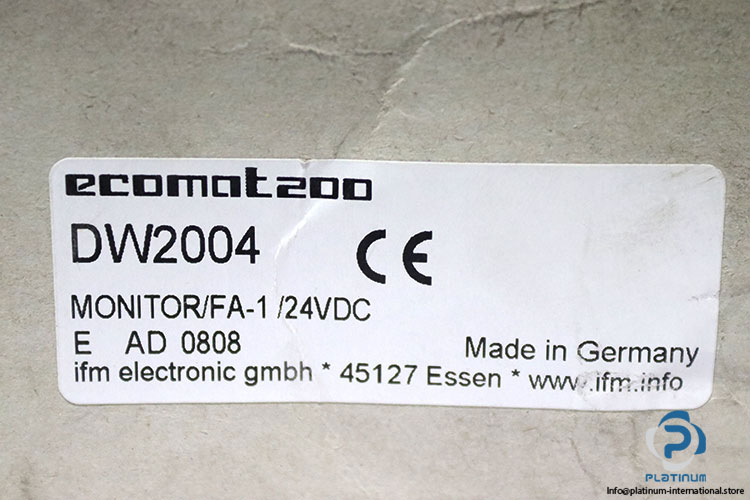 ecomat200
DW2004 CE
MONITOR/FA-1 /24VDC
E AD 0808 Made in Germany
ifm electronic gmbh * 45127 Essen * www.ifm.info
PLATINUM
info@platinum-international.store